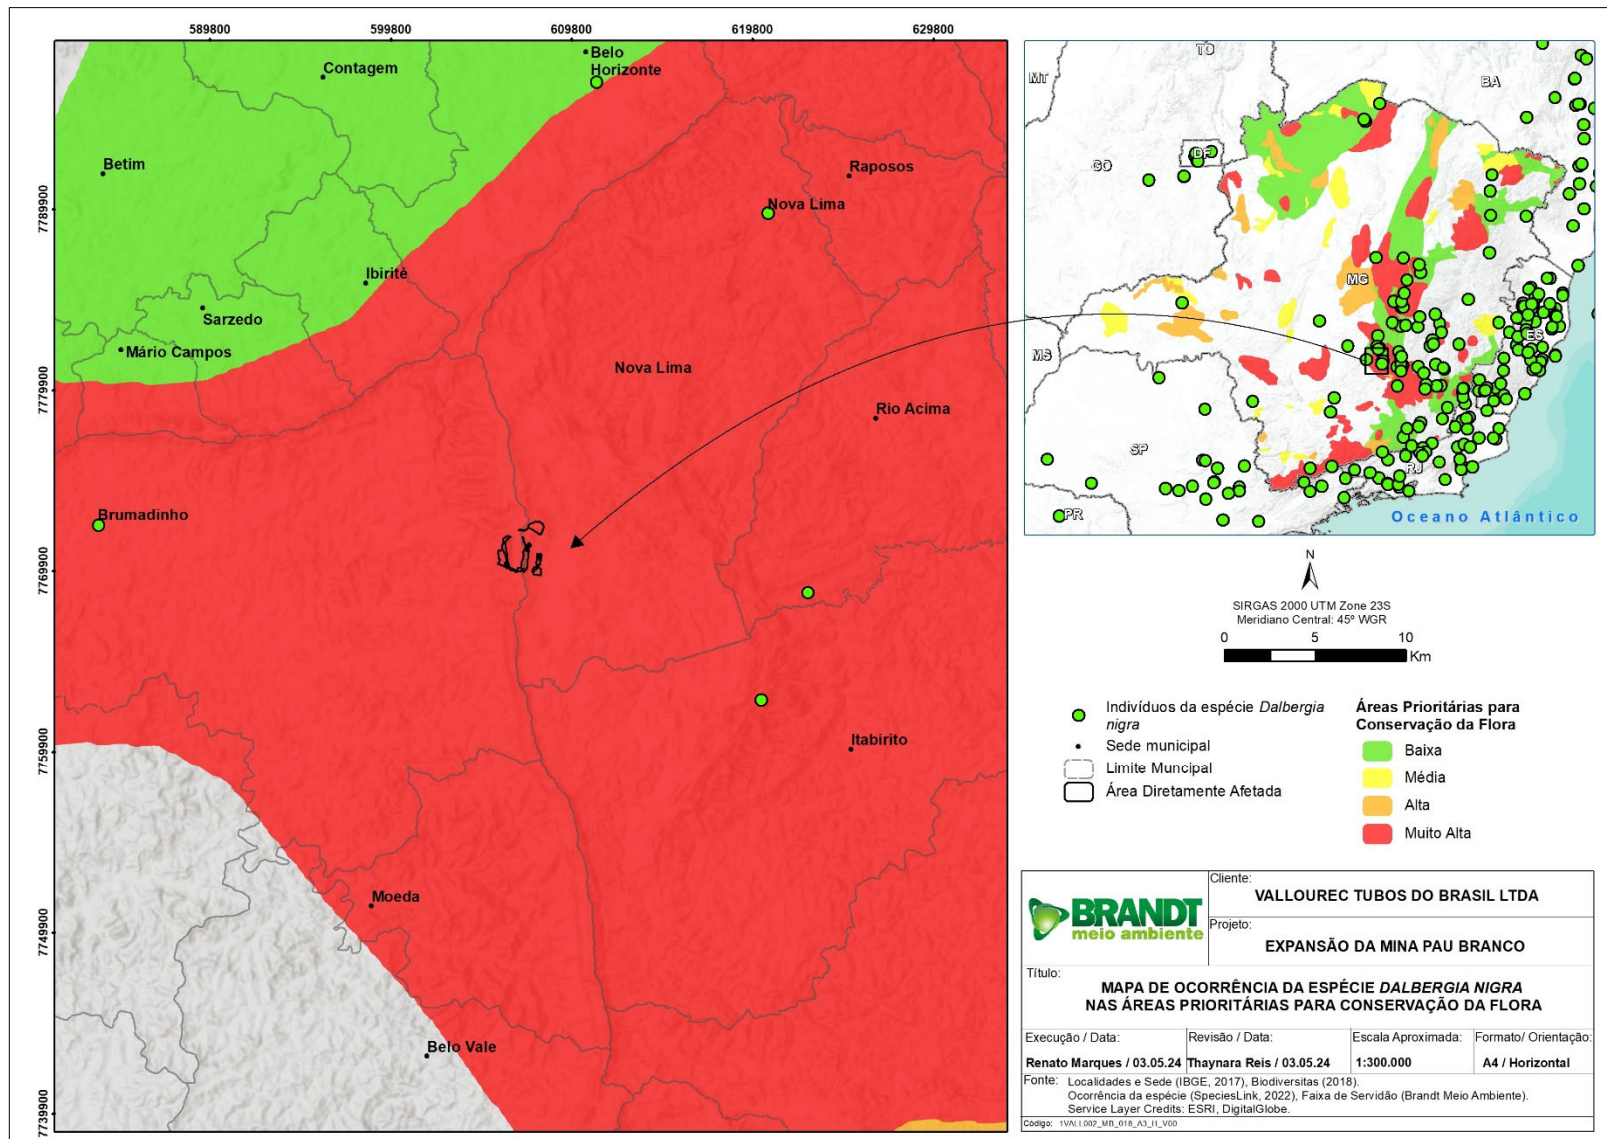 589800
599800
609800
619800
629800
7789900
7779900
7769900
7759900
7749900
7739900
Contagem
Belo
Horizonte
Betim
Raposos
Nova Lima
Ibiritê
Sarzedo
Mário Campos
Nova Lima
Rio Acima
Brumadinho
Itabirito
Moeda
Belo Vale
TO
MT
BA
DF
GO
MG
ES
MS
SP
RJ
PR
Oceano Atlântico
N
SIRGAS 2000 UTM Zone 23S
Meridiano Central: 45º WGR
0 5 10
Km
Indivíduos da espécie Dalbergia
nigra
Sede municipal
Limite Muncipal
Área Diretamente Afetada
Áreas Prioritárias para
Conservação da Flora
Baixa
Média
Alta
Muito Alta
BRANDT
meio ambiente
Cliente:
VALLOUREC TUBOS DO BRASIL LTDA
Projeto:
EXPANSÃO DA MINA PAU BRANCO
Título:
MAPA DE OCORRÊNCIA DA ESPÉCIE DALBERGIA NIGRA
NAS ÁREAS PRIORITÁRIAS PARA CONSERVAÇÃO DA FLORA
Execução / Data:
Renato Marques / 03.05.24
Revisão / Data:
Thaynara Reis / 03.05.24
Escala Aproximada:
1:300.000
Formato/ Orientação:
A4 / Horizontal
Fonte: Localidades e Sede (IBGE, 2017), Biodiversitas (2018).
Ocorrência da espécie (SpeciesLink, 2022), Faixa de Servidão (Brandt Meio Ambiente).
Service Layer Credits: ESRI, DigitalGlobe.
Código: 1VALL002_MB_018_A3_H_V00